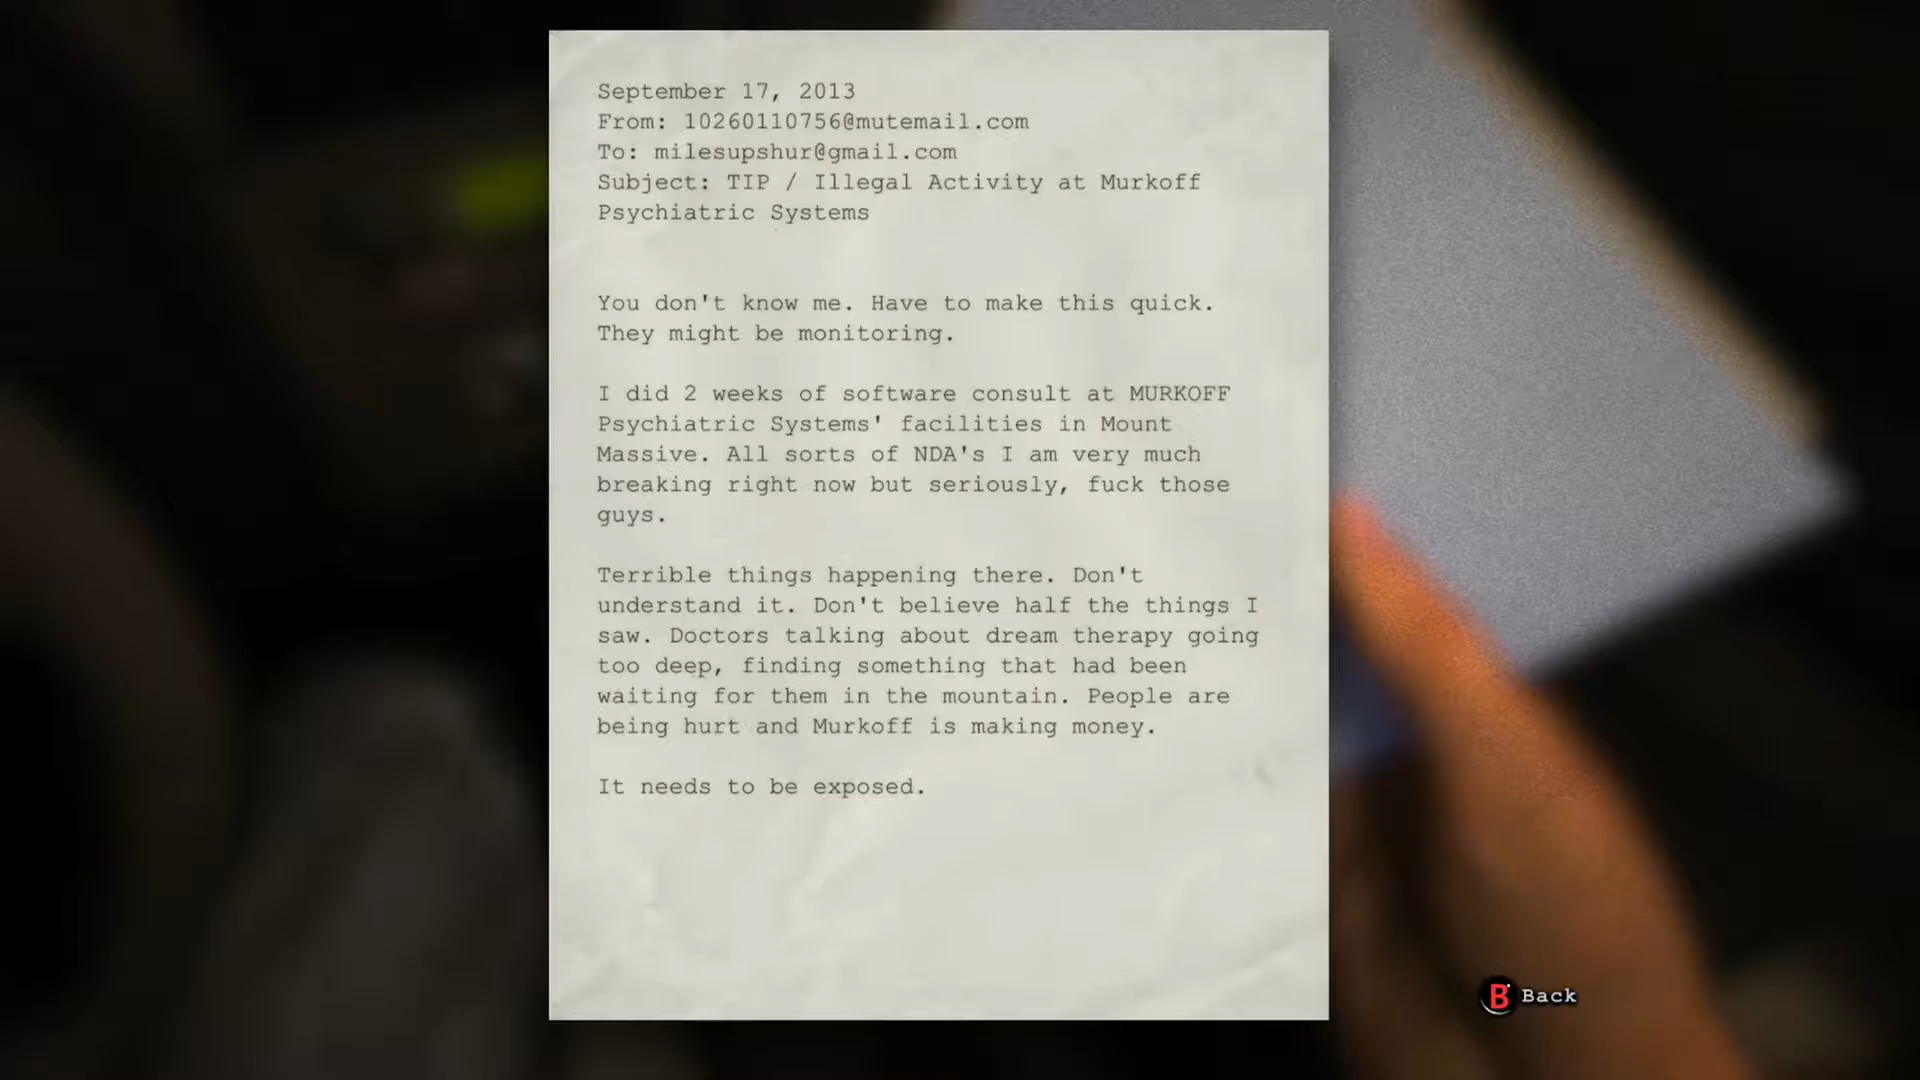 September 17, 2013
From: 10260110756@mutemail.com
To: milesupshur@gmail.com
Subject: TIP / Illegal Activity at Murkoff
Psychiatric Systems
You don't know me. Have to make this quick.
They might be monitoring.
I did 2 weeks of software consult at MURKOFF
Psychiatric Systems' facilities in Mount
Massive. All sorts of NDA's I am very much
breaking right now but seriously, fuck those
guys.
Terrible things happening there. Don't
understand it. Don't believe half the things I
saw. Doctors talking about dream therapy going
too deep, finding something that had been
waiting for them in the mountain. People are
being hurt and Murkoff is making money.
It needs to be exposed.
B Back